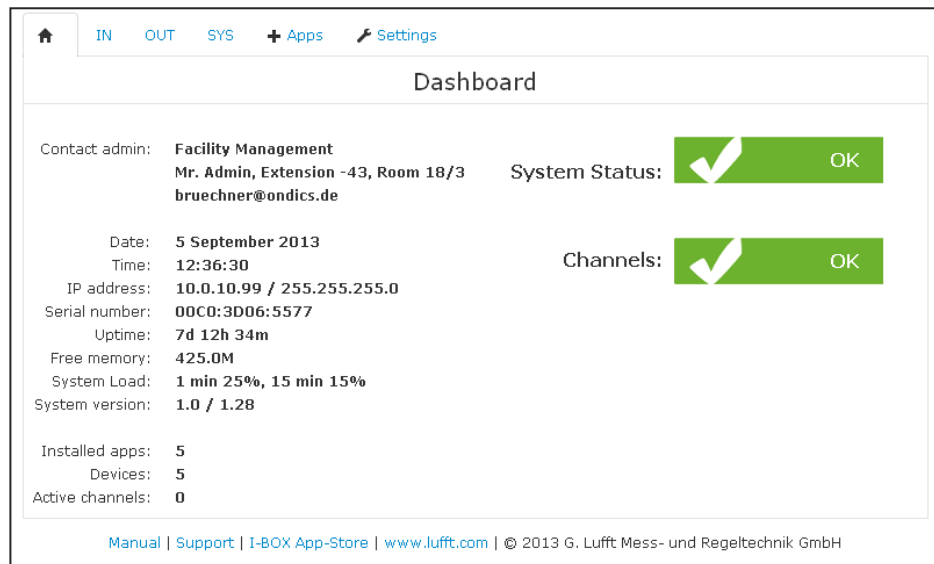 IN OUT SYS Apps Settings
Dashboard
Contact admin: Facility Management
Mr. Admin, Extension -43, Room 18/3
bruechner@ondics.de
System Status: OK
Date: 5 September 2013
Time: 12:36:30
Channels: OK
IP address: 10.0.10.99 / 255.255.255.0
Serial number: 00C0:3D06:5577
Uptime: 7d 12h 34m
Free memory: 425.0M
System Load: 1 min 25%, 15 min 15%
System version: 1.0 / 1.28
Installed apps: 5
Devices: 5
Active channels: 0
Manual | Support | I-BOX App-Store | www.lufft.com | © 2013 G. Lufft Mess- und Regeltechnik GmbH